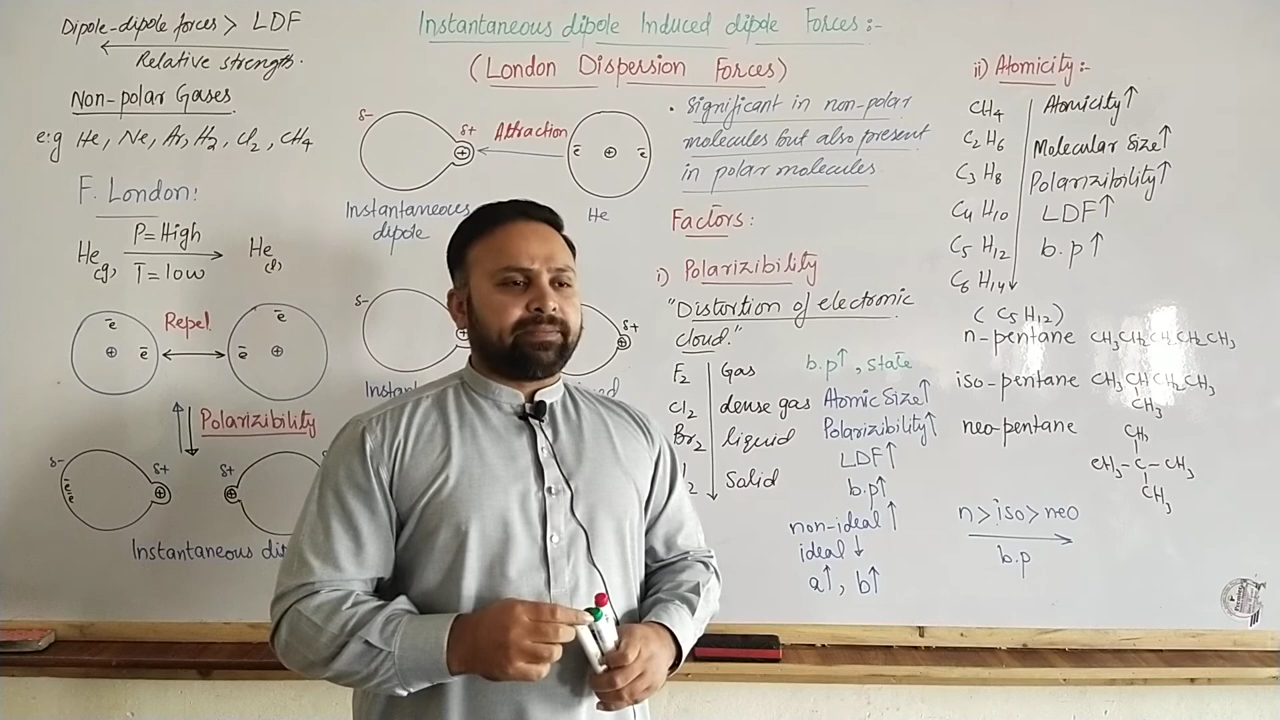 Instantaneous dipole Induced dipole Forces:-
(London Dispersion Forces)
Dipole-dipole forces > LDF
Relative strength.
Non-polar Gases
e:g He, Ne, Ar, H2, Cl2, CH4
F. London:
He(g) P=High He(l)
T=low
ē Repel ē
ē ⊕ ē ⊕
Polarizibility
δ- δ+ δ+
ē ē ē ⊕ ⊕
Instantaneous
δ- δ+ Attraction
⊕ ē ⊕ ē
Instantaneous He
dipole
δ- δ+
⊕
• Significant in non-polar
molecules but also present
in polar molecules
Factors:
i) Polarizibility
"Distortion of electronic
cloud."
F2 Gas
Cl2 dense gas
Br2 liquid
2 Solid
b.p↑, state
Atomic Size↑
Polarizibility↑
LDF↑
b.p↑
non-ideal↑
ideal↓
a↑, b↑
ii) Atomicity:-
CH4 Atomicity↑
C2H6 Molecular Size↑
C3H8 Polarizibility↑
C4H10 LDF↑
C5H12 b.p↑
C6H14
(C5H12)
n-pentane CH3CH2CH2CH2CH3
iso-pentane CH3CHCH2CH3
CH3
neo-pentane CH3
CH3-C-CH3
CH3
n>iso>neo
b.p